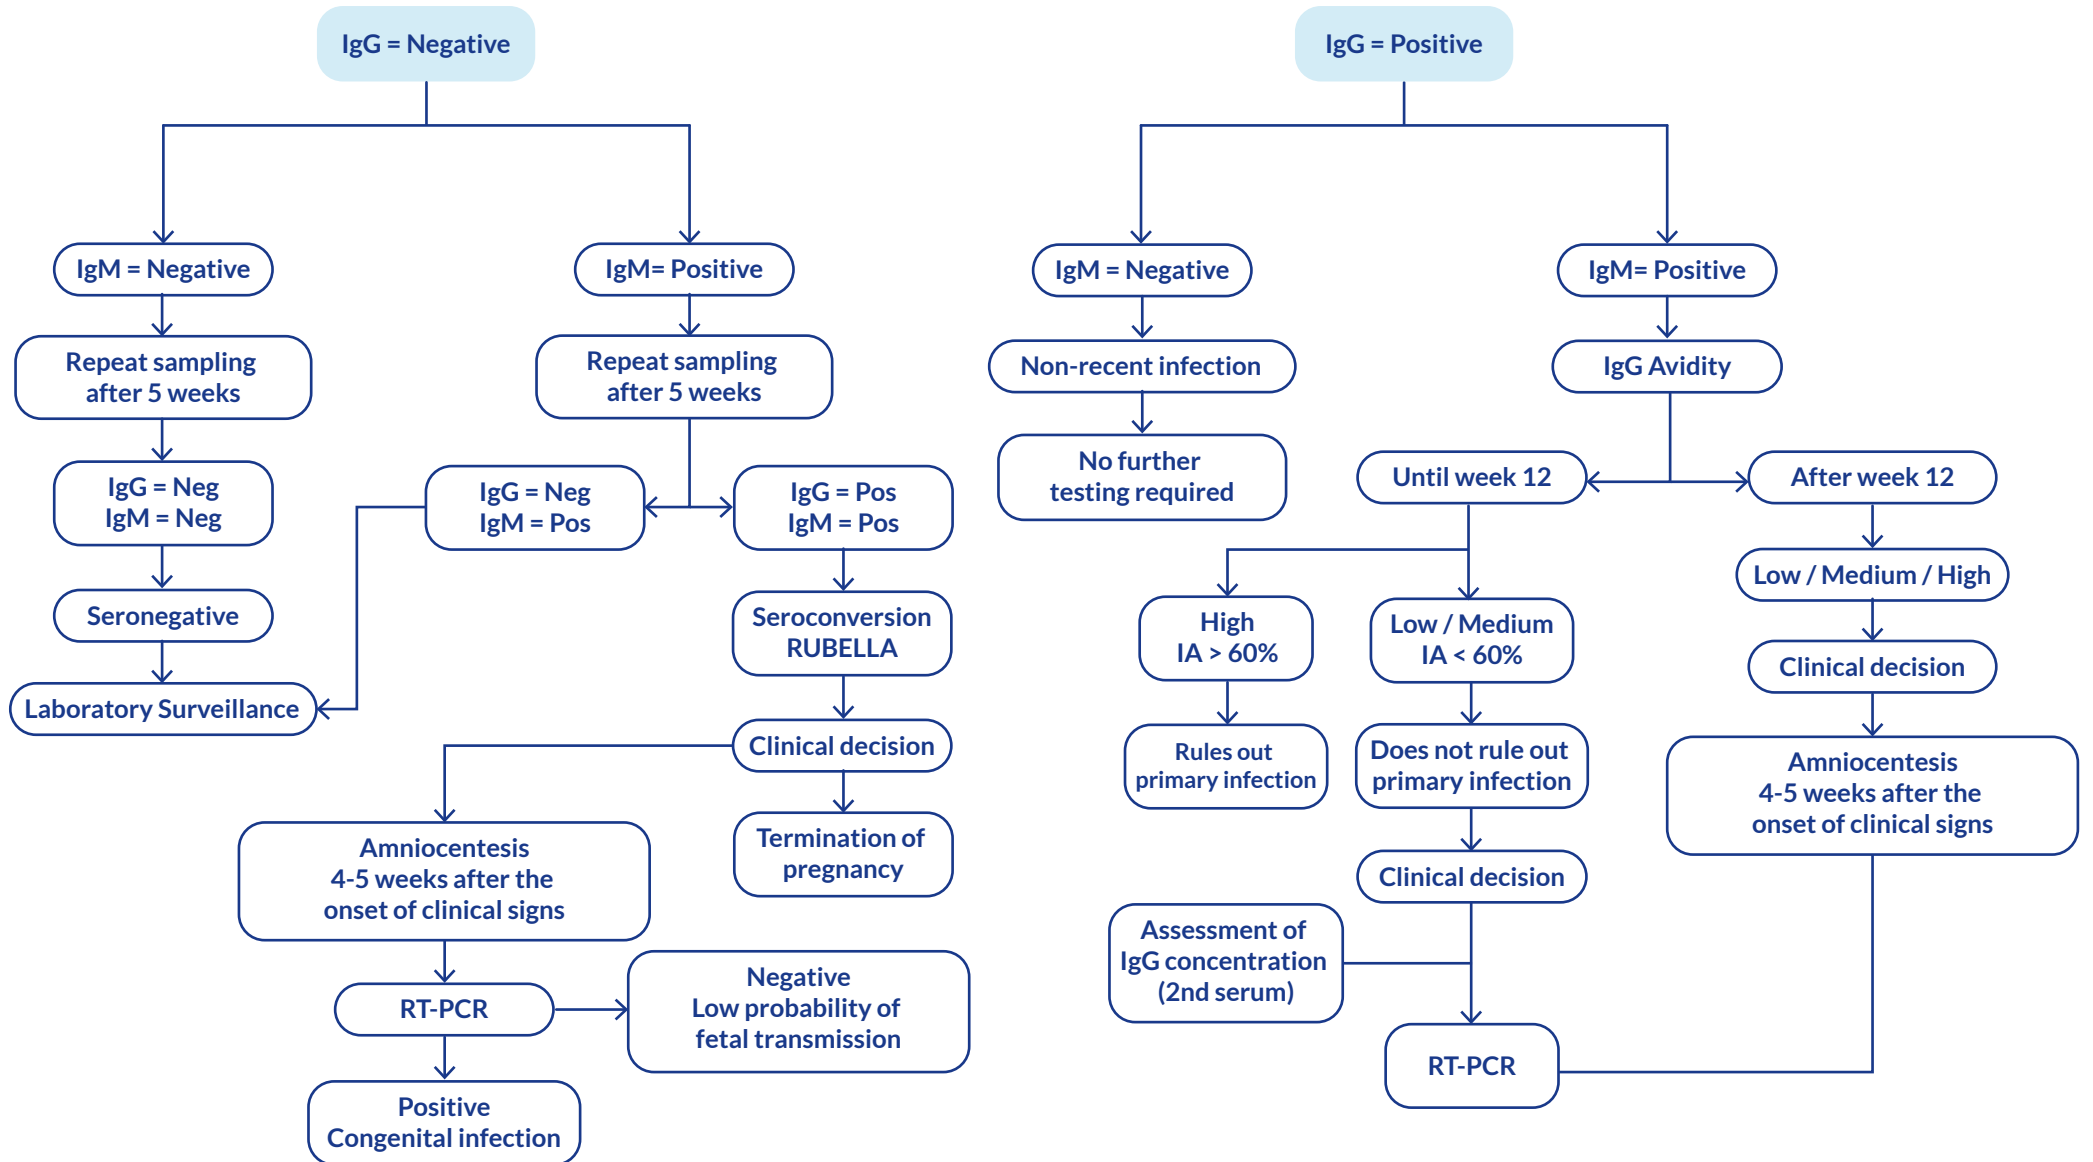 IgG = Negative
IgM = Negative
Repeat sampling
after 5 weeks
IgG = Neg
IgM = Neg
Seronegative
Laboratory Surveillance
IgM= Positive
Repeat sampling
after 5 weeks
IgG = Neg
IgM = Pos
IgG = Pos
IgM = Pos
Seroconversion
RUBELLA
Clinical decision
Termination of
pregnancy
Amniocentesis
4-5 weeks after the
onset of clinical signs
RT-PCR
Negative
Low probability of
fetal transmission
Positive
Congenital infection
IgG = Positive
IgM = Negative
Non-recent infection
No further
testing required
IgM= Positive
IgG Avidity
Until week 12
High
IA > 60%
Rules out
primary infection
Low / Medium
IA < 60%
Does not rule out
primary infection
Clinical decision
Assessment of
IgG concentration
(2nd serum)
RT-PCR
After week 12
Low / Medium / High
Clinical decision
Amniocentesis
4-5 weeks after the
onset of clinical signs